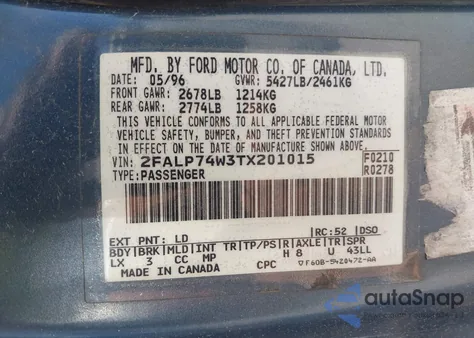 MFD. BY FORD MOTOR CO. OF CANADA, LTD.
DATE: 05/96 GVWR: 5427LB/2461KG
FRONT GAWR: 2678LB 1214KG
REAR GAWR: 2774LB 1258KG
THIS VEHICLE CONFORMS TO ALL APPLICABLE FEDERAL MOTOR
VEHICLE SAFETY, BUMPER, AND THEFT PREVENTION STANDARDS
IN EFFECT ON THE DATE OF MANUFACTURE SHOWN ABOVE.
VIN: 2FALP74W3TX201015 F0210
TYPE: PASSENGER R0278
EXT PNT: LD RC: 52 DSO
BDY BRK MLD INT TR TP/PS R AXLE TR SPR
LX 3 CC MP H 8 U 43LL
MADE IN CANADA CPC F60B-5420472-AA
autoSnap